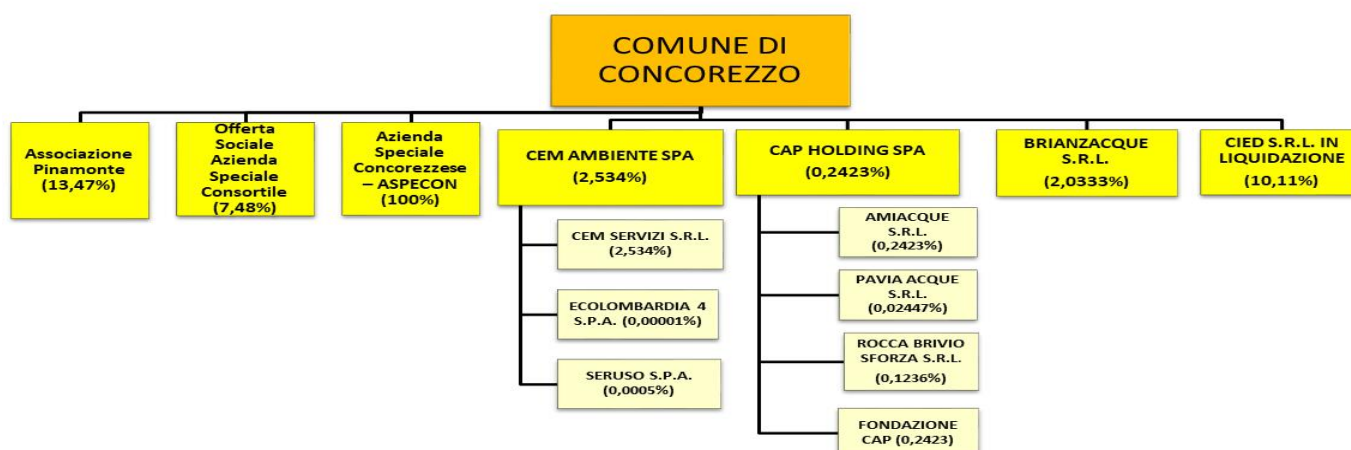 COMUNE DI
CONCOREZZO
Associazione
Pinamonte
(13,47%)
Offerta
Sociale
Azienda
Speciale
Consortile
(7,48%)
Azienda
Speciale
Concorezzese
– ASPECON
(100%)
CEM AMBIENTE SPA
(2,534%)
CAP HOLDING SPA
(0,2423%)
BRIANZACQUE
S.R.L.
(2,0333%)
CIED S.R.L. IN
LIQUIDAZIONE
(10,11%)
CEM SERVIZI S.R.L.
(2,534%)
ECOLOMBARDIA 4
S.P.A. (0,00001%)
SERUSO S.P.A.
(0,0005%)
AMIACQUE
S.R.L.
(0,2423%)
PAVIA ACQUE
S.R.L.
(0,02447%)
ROCCA BRIVIO
SFORZA S.R.L.
(0,1236%)
FONDAZIONE
CAP (0,2423)